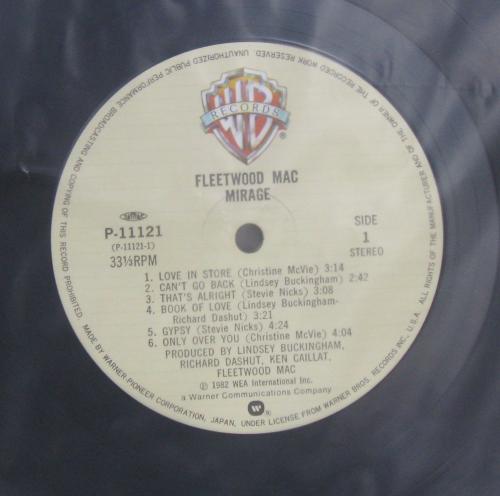 UNAUTHORIZED PUBLIC PERFORMANCE BROADCASTING AND COPYING OF THIS RECORD PROHIBITED.
ALL RIGHTS OF THE MANUFACTURER AND OF THE OWNER OF THE RECORDED WORK RESERVED.
WB
RECORDS
FLEETWOOD MAC
MIRAGE
P-11121
(P-11121-1)
33⅓RPM
SIDE
1
STEREO
1. LOVE IN STORE (Christine McVie) 3:14
2. CAN'T GO BACK (Lindsey Buckingham) 2:42
3. THAT'S ALRIGHT (Stevie Nicks) 3:08
4. BOOK OF LOVE (Lindsey Buckingham-
Richard Dashut) 3:21
5. GYPSY (Stevie Nicks) 4:24
6. ONLY OVER YOU (Christine McVie) 4:04
PRODUCED BY LINDSEY BUCKINGHAM,
RICHARD DASHUT, KEN CAILLAT,
FLEETWOOD MAC
℗ 1982 WEA International Inc.
a Warner Communications Company
®
MADE BY WARNER-PIONEER CORPORATION, JAPAN, UNDER LICENSE FROM WARNER BROS. RECORDS INC., U.S.A.